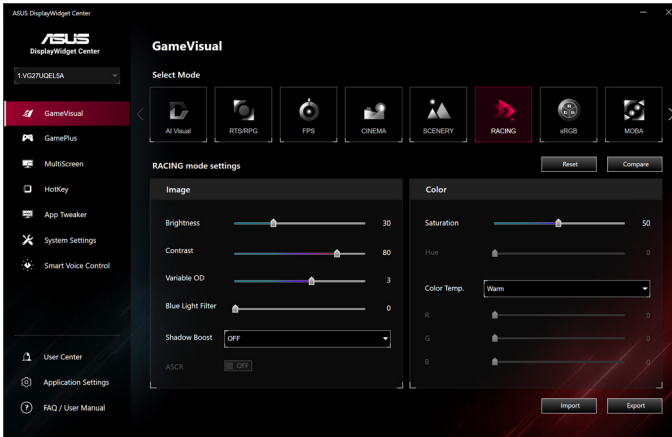 ASUS DisplayWidget Center
ASUS
DisplayWidget Center
1.VG27UQEL5A
GameVisual
GamePlus
MultiScreen
HotKey
App Tweaker
System Settings
Smart Voice Control
User Center
Application Settings
FAQ / User Manual
GameVisual
Select Mode
AI Visual
RTS/RPG
FPS
CINEMA
SCENERY
RACING
sRGB
MOBA
RACING mode settings
Reset
Compare
Image
Brightness 30
Contrast 80
Variable OD 3
Blue Light Filter 0
Shadow Boost OFF
ASCR OFF
Color
Saturation 50
Hue 0
Color Temp. Warm
R 0
G 0
B 0
Import
Export